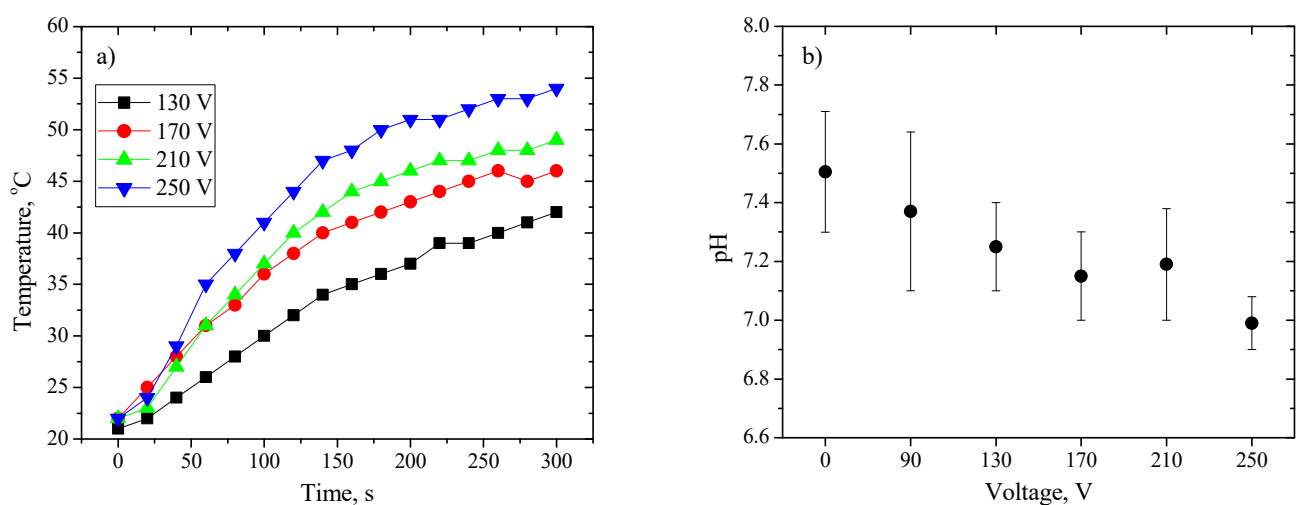 a)
130 V
170 V
210 V
250 V
60
55
50
45
40
35
30
25
20
0 50 100 150 200 250 300
Temperature, °C
Time, s
b)
8.0
7.8
7.6
7.4
7.2
7.0
6.8
6.6
0 90 130 170 210 250
pH
Voltage, V